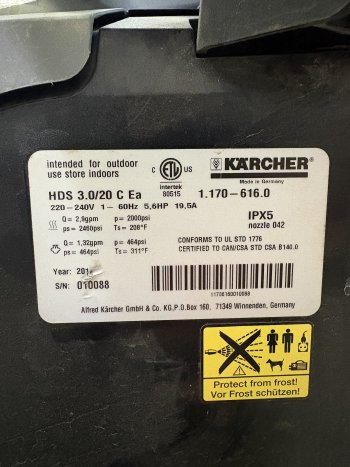 intended for outdoor
use store indoors
C ETL US
intertek
80515
KÄRCHER
Made in Germany
HDS 3.0/20 C Ea
1.170-616.0
220-240V 1~ 60Hz 5,6HP 19,5A
Q = 2,9gpm p = 2000psi
ps = 2460psi Ts = 208°F
Q = 1,32gpm p = 464psi
ps = 464psi Ts = 311°F
IPX5
nozzle 042
CONFORMS TO UL STD 1776
CERTIFIED TO CAN/CSA STD CSA B140.0
Year:
S/N: 010088
Alfred Kärcher GmbH & Co. KG,P.O.Box 160, 71349 Winnenden, Germany
Protect from frost!
Vor Frost schützen!